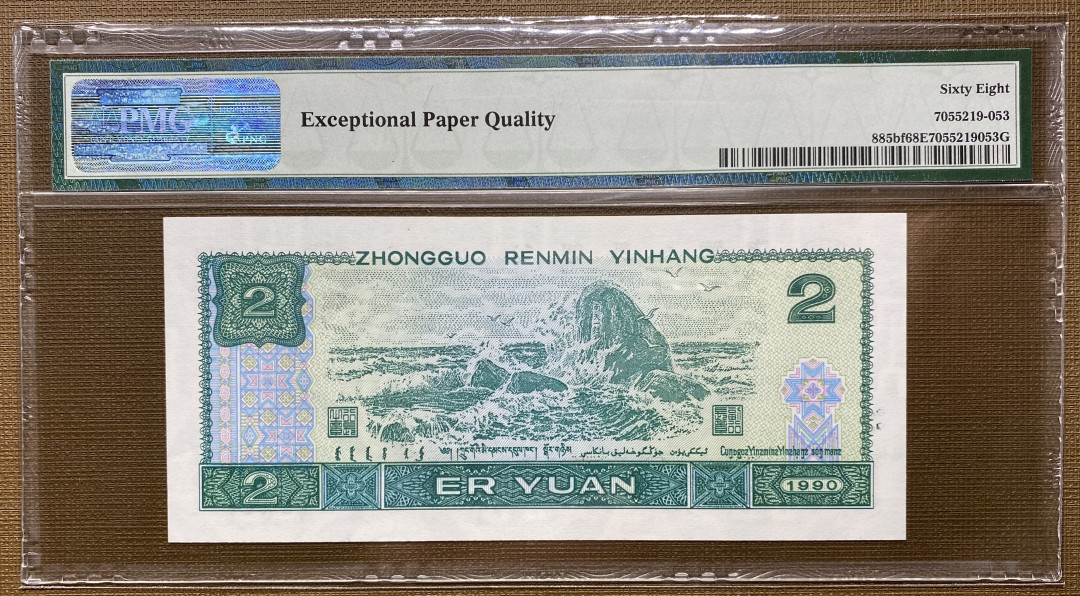 PMG
Exceptional Paper Quality
Sixty Eight
7055219-053
885bf68E7055219053G
ZHONGGUO RENMIN YINHANG
2
2
2
ER YUAN
1990